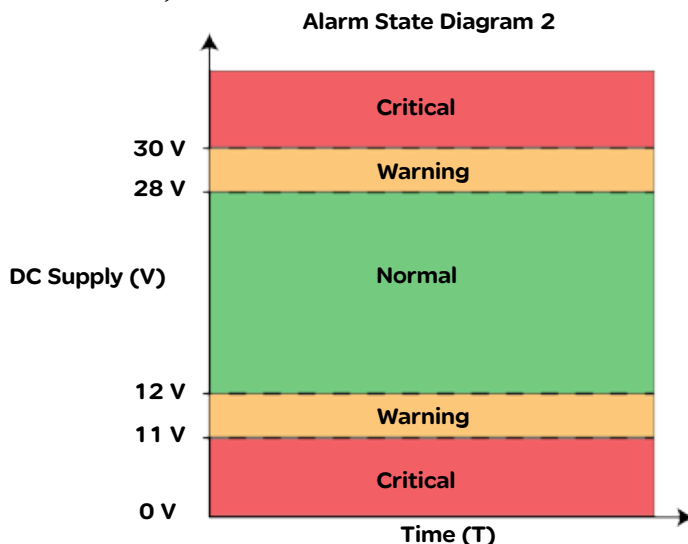 Alarm State Diagram 2
Critical
30 V
Warning
28 V
DC Supply (V)
Normal
12 V
Warning
11 V
Critical
0 V
Time (T)